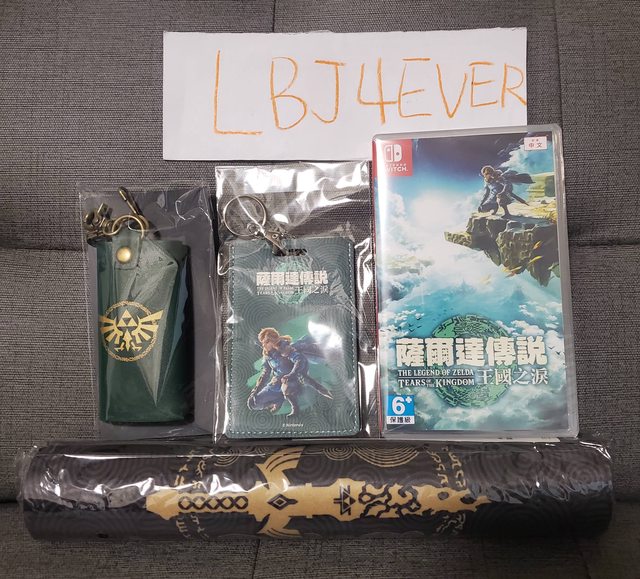 LBJ4EVER
中文
SWITCH
薩爾達傳說
THE LEGEND OF ZELDA
TEARS OF THE KINGDOM
王國之淚
薩爾達傳說
THE LEGEND OF ZELDA
TEARS OF THE KINGDOM
王國之淚
6+
保護級